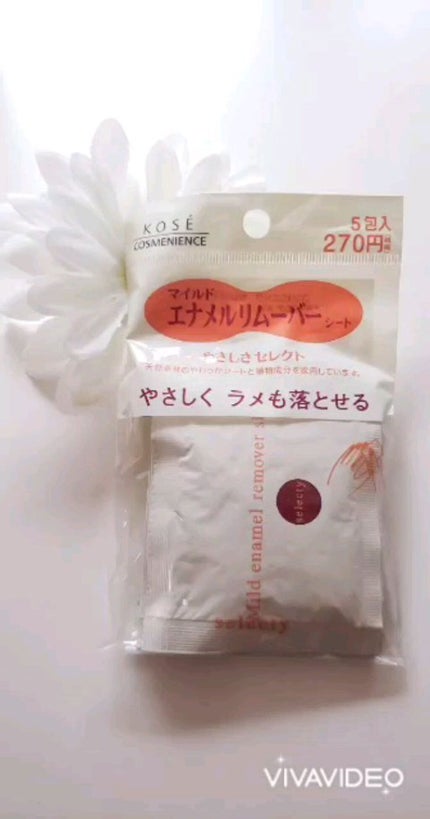 KOSÉ
COSMENIENCE
5包入
270円
マイルド
エナメルリムーバー
シート
やさしさセレクト
やさしく ラメも落とせる
selecty
Mild enamel remover
selecty
VIVAVIDEO